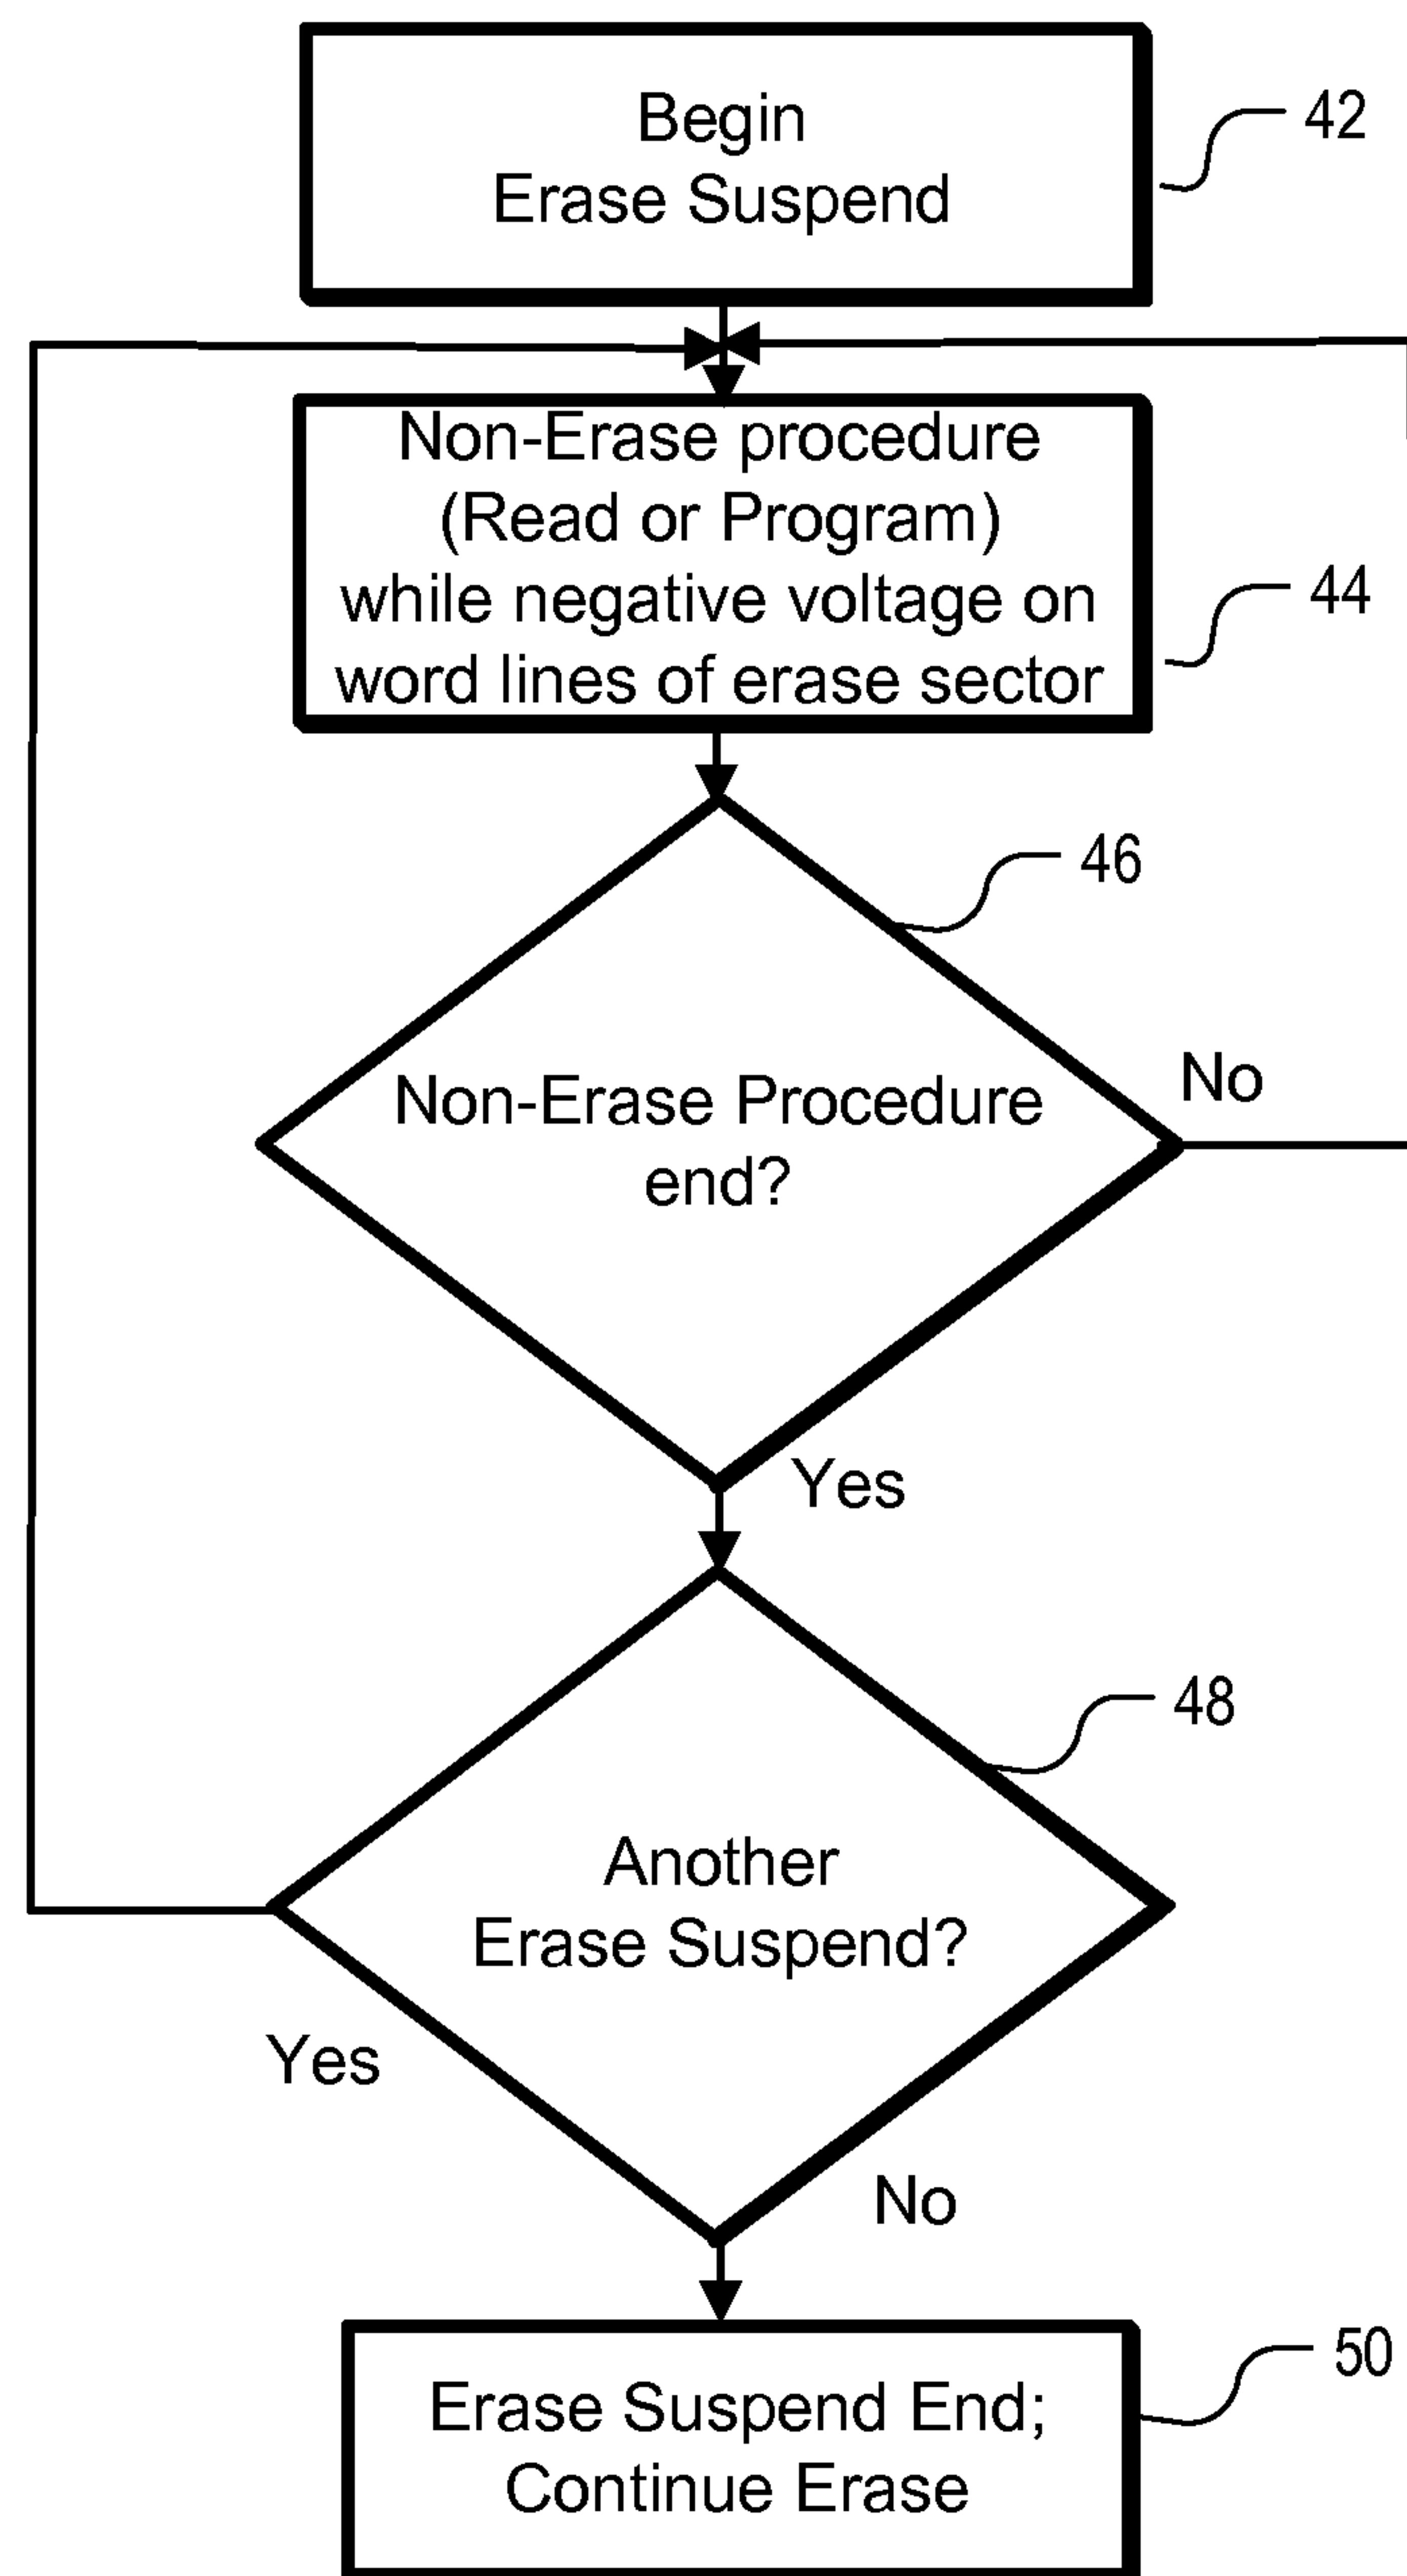 Begin
Erase Suspend
42
Non-Erase procedure
(Read or Program)
while negative voltage on
word lines of erase sector
44
46
Non-Erase Procedure
end?
No
Yes
48
Another
Erase Suspend?
Yes
No
50
Erase Suspend End;
Continue Erase